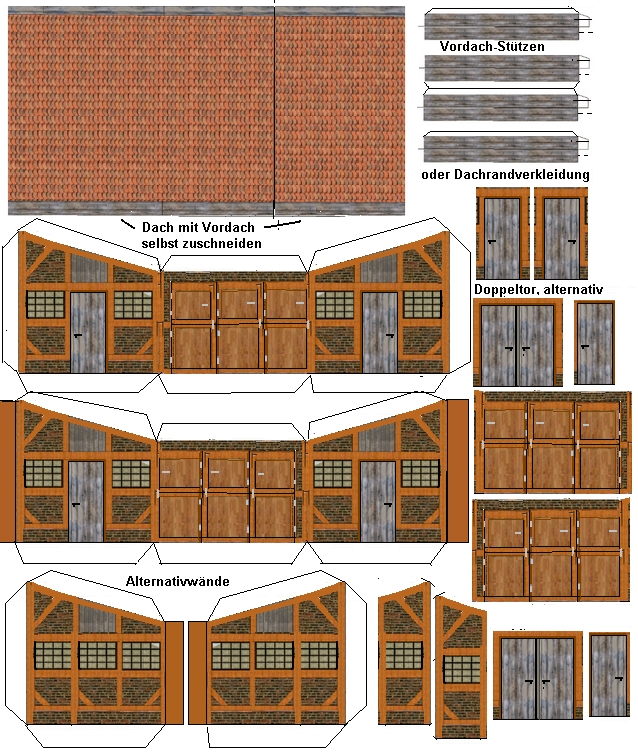 Vordach-Stützen
oder Dachrandverkleidung
Dach mit Vordach
selbst zuschneiden
Doppeltor, alternativ
Alternativwände